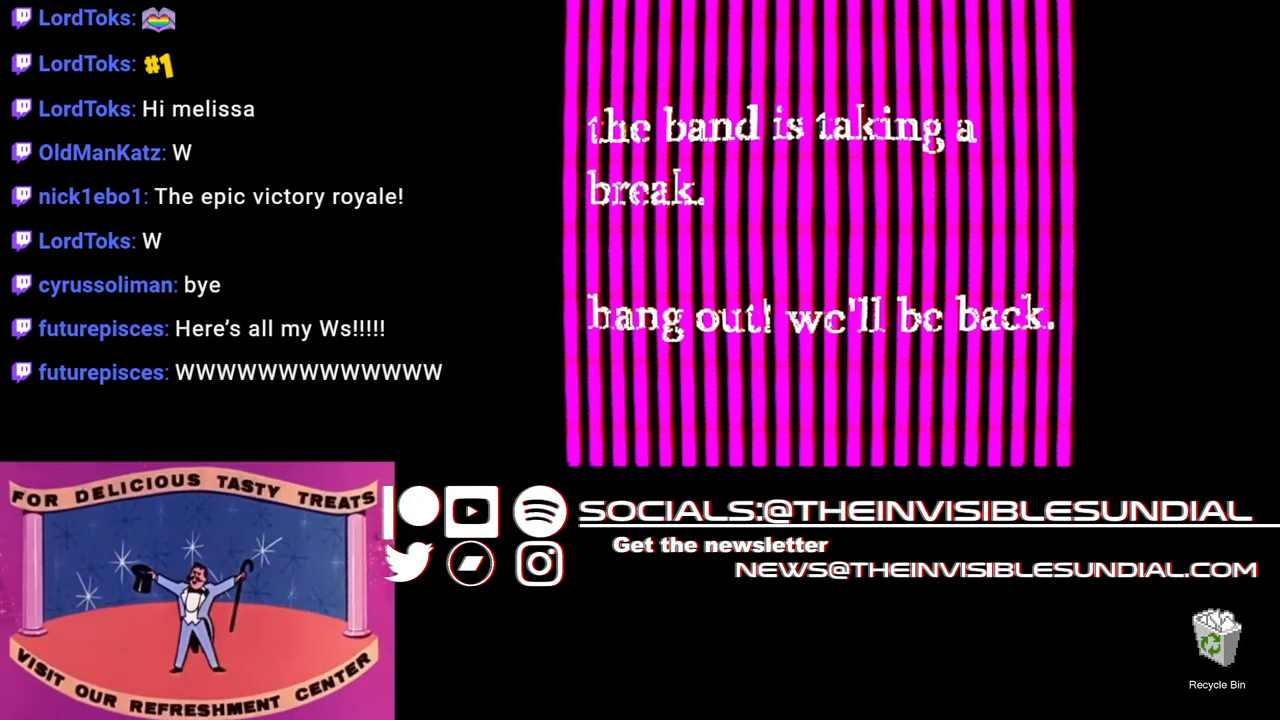 LordToks:
LordToks: #1
LordToks: Hi melissa
OldManKatz: W
nick1ebo1: The epic victory royale!
LordToks: W
cyrussoliman: bye
futurepisces: Here’s all my Ws!!!!!
futurepisces: WWWWWWWWWWWWW
the band is taking a
break.
hang out! we'll be back.
FOR DELICIOUS TASTY TREATS
VISIT OUR REFRESHMENT CENTER
SOCIALS:@THEINVISIBLESUNDIAL
Get the newsletter
NEWS@THEINVISIBLESUNDIAL.COM
Recycle Bin